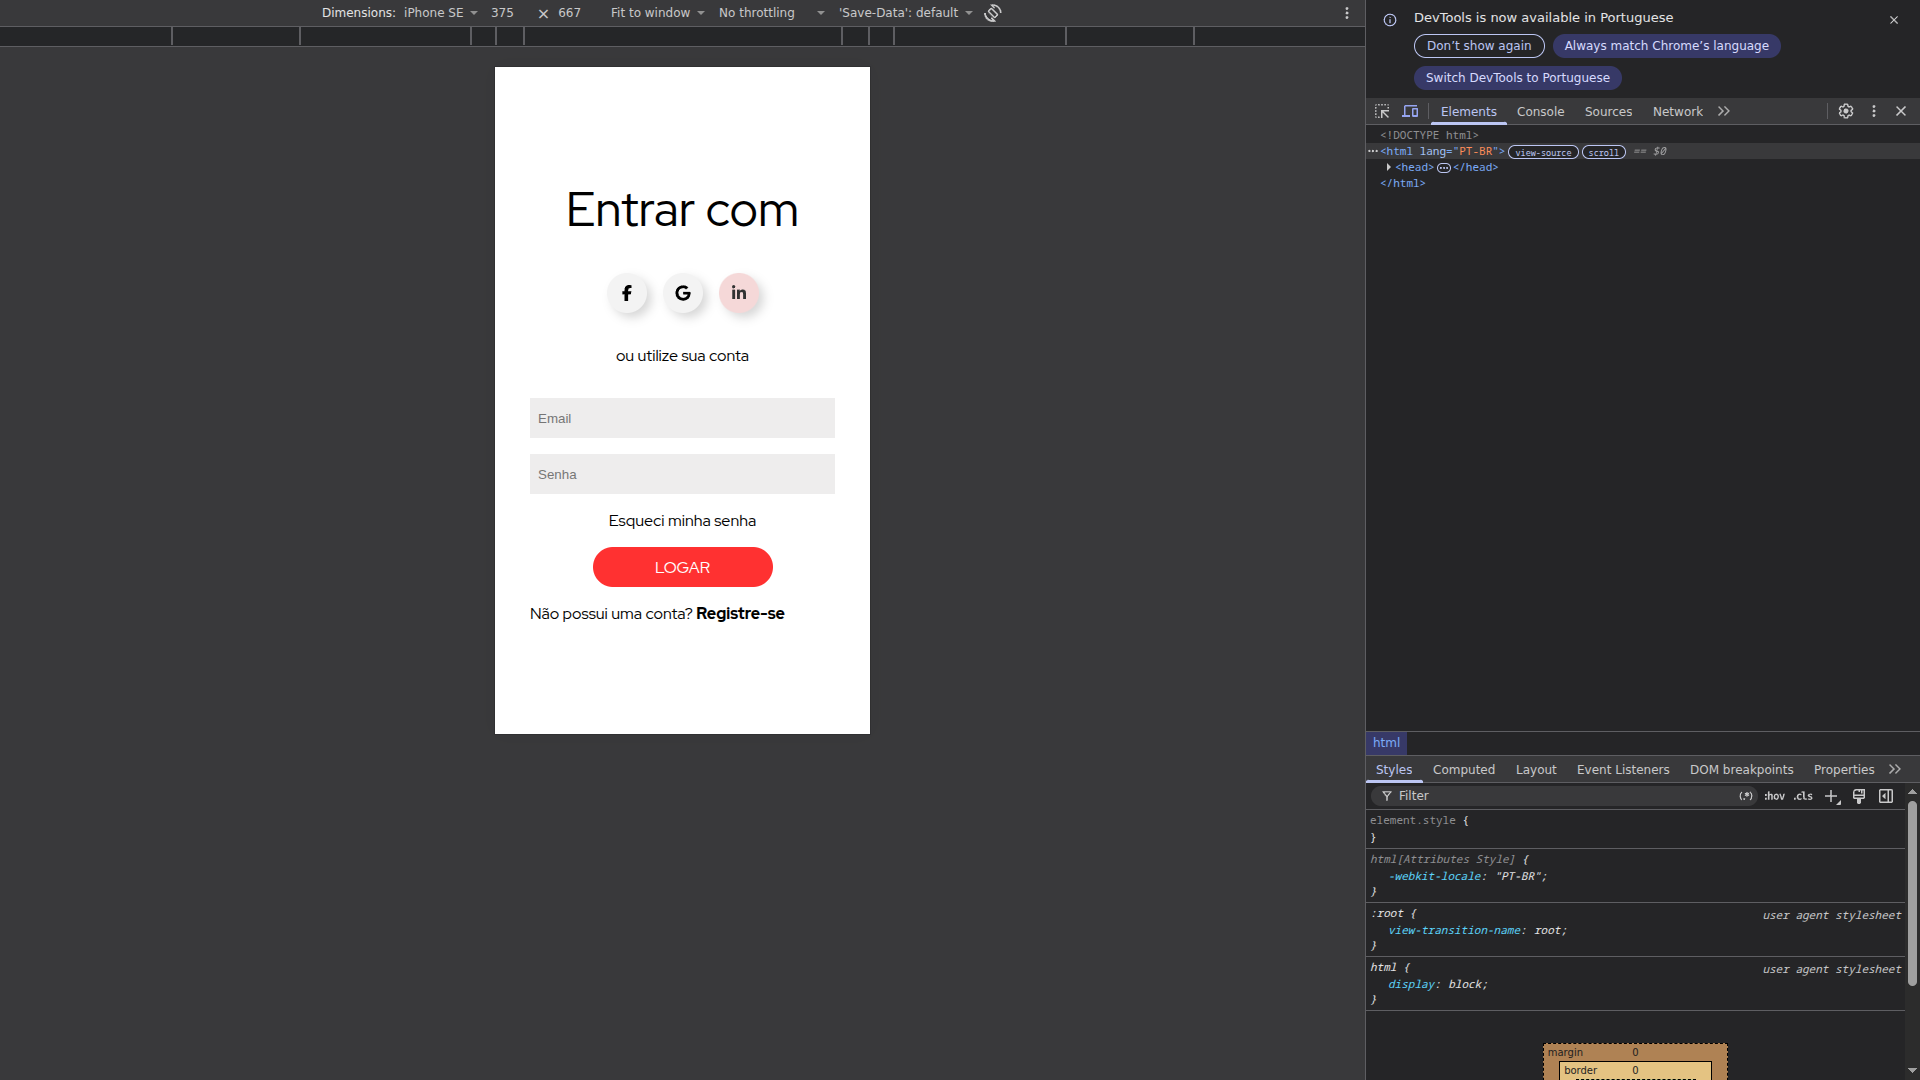 Dimensions: iPhone SE 375 × 667 Fit to window No throttling 'Save-Data': default
Entrar com
f G in
ou utilize sua conta
Email
Senha
Esqueci minha senha
LOGAR
Não possui uma conta? Registre-se
DevTools is now available in Portuguese
Don't show again Always match Chrome's language
Switch DevTools to Portuguese
Elements Console Sources Network
<!DOCTYPE html>
<html lang="PT-BR"> view-source scroll == $0
<head> </head>
</html>
html
Styles Computed Layout Event Listeners DOM breakpoints Properties
Filter (.*) :hov .cls
element.style {
}
html[Attributes Style] {
-webkit-locale: "PT-BR";
}
:root { user agent stylesheet
view-transition-name: root;
}
html { user agent stylesheet
display: block;
}
margin 0
border 0